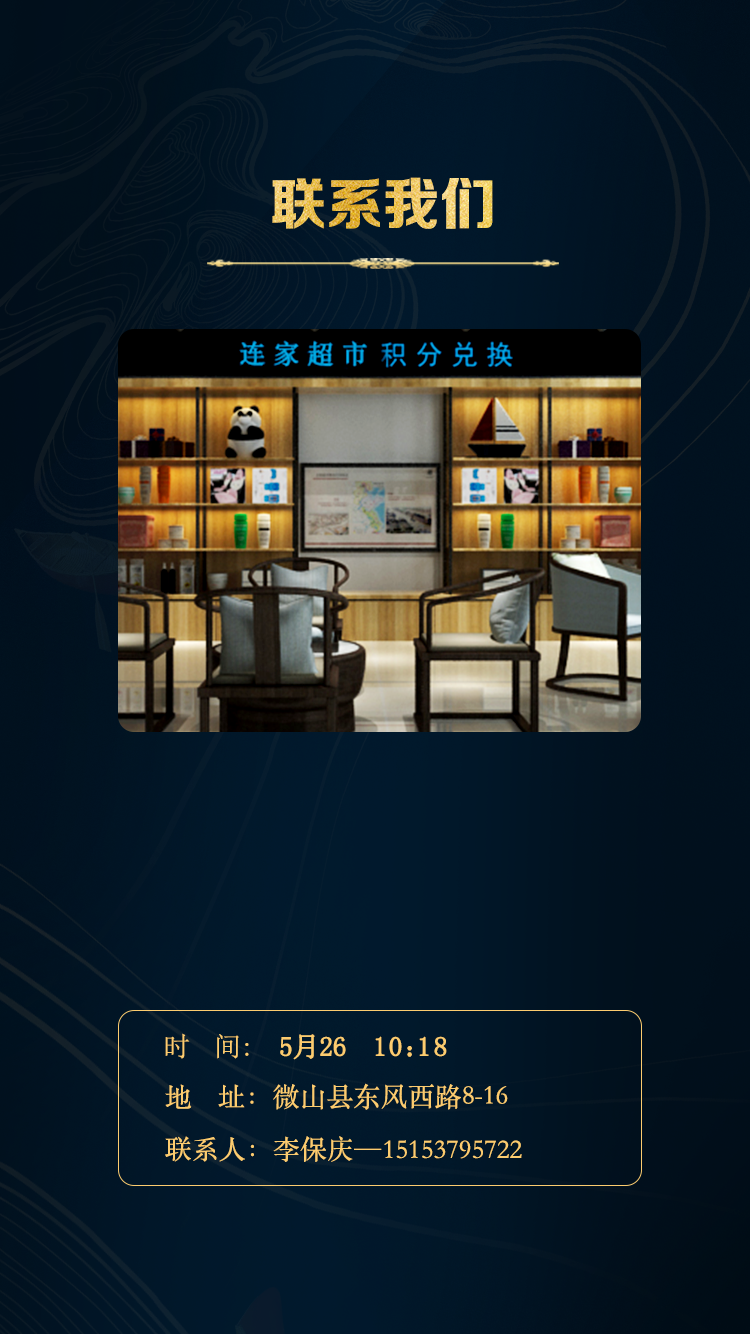 联系我们
连家超市积分兑换
时 间： 5月26 10:18
地 址：微山县东风西路8-16
联系人：李保庆—15153795722